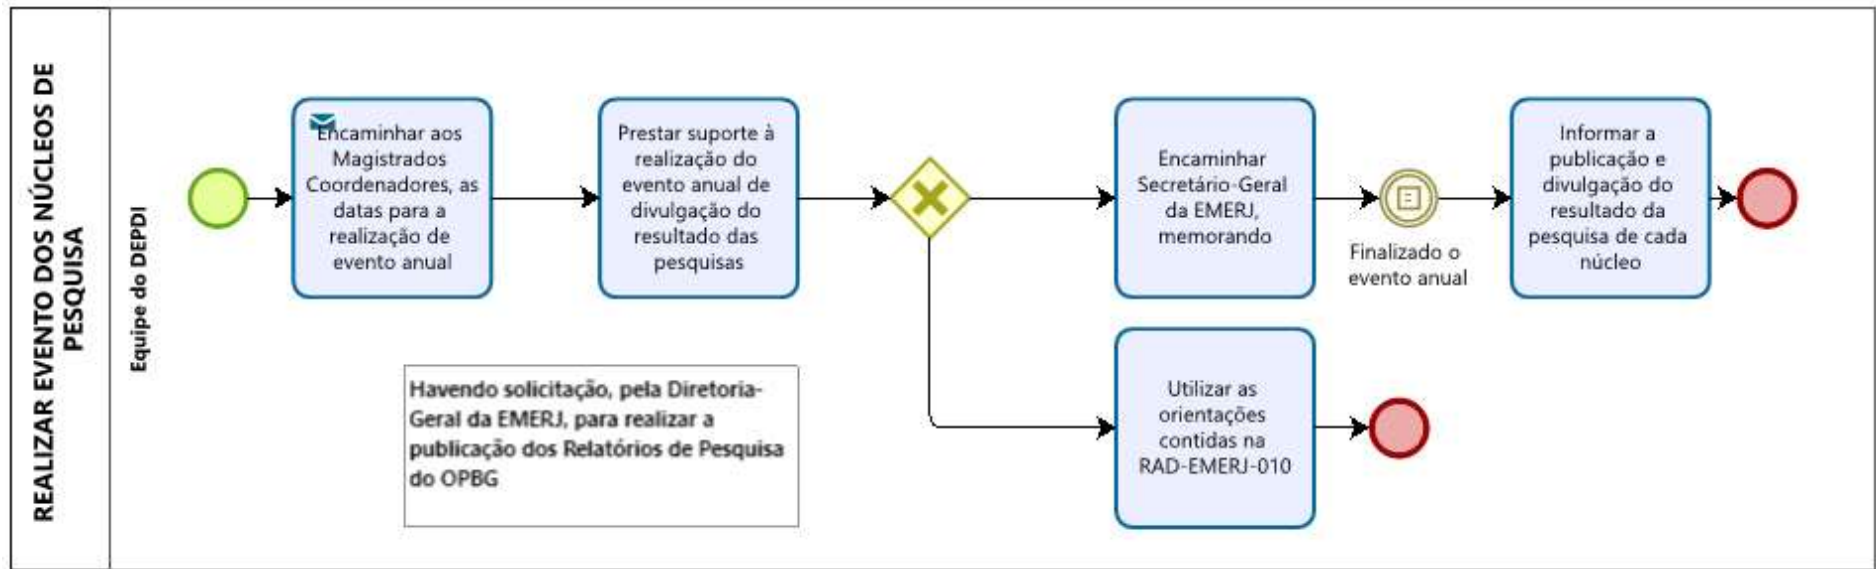 REALIZAR EVENTO DOS NÚCLEOS DE
PESQUISA
Equipe do DEPDI
Encaminhar aos
Magistrados
Coordenadores, as
datas para a
realização de
evento anual
Prestar suporte à
realização do
evento anual de
divulgação do
resultado das
pesquisas
Encaminhar
Secretário-Geral
da EMERJ,
memorando
Finalizado o
evento anual
Informar a
publicação e
divulgação do
resultado da
pesquisa de cada
núcleo
Havendo solicitação, pela Diretoria-
Geral da EMERJ, para realizar a
publicação dos Relatórios de Pesquisa
do OPBG
Utilizar as
orientações
contidas na
RAD-EMERJ-010